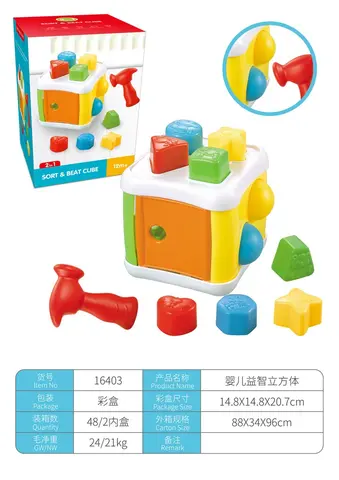 SORT & BEAT CUBE
2 in 1
18m+
SORT & BEAT CUBE
货号
Item No
16403
产品名称
Product Name
婴儿益智立方体
包装
Package
彩盒
彩盒尺寸
Package Size
14.8X14.8X20.7cm
装箱数
Quantity
48/2内盒
外箱规格
Carton Size
88X34X96cm
毛净重
GW/NW
24/21kg
备注
Remark